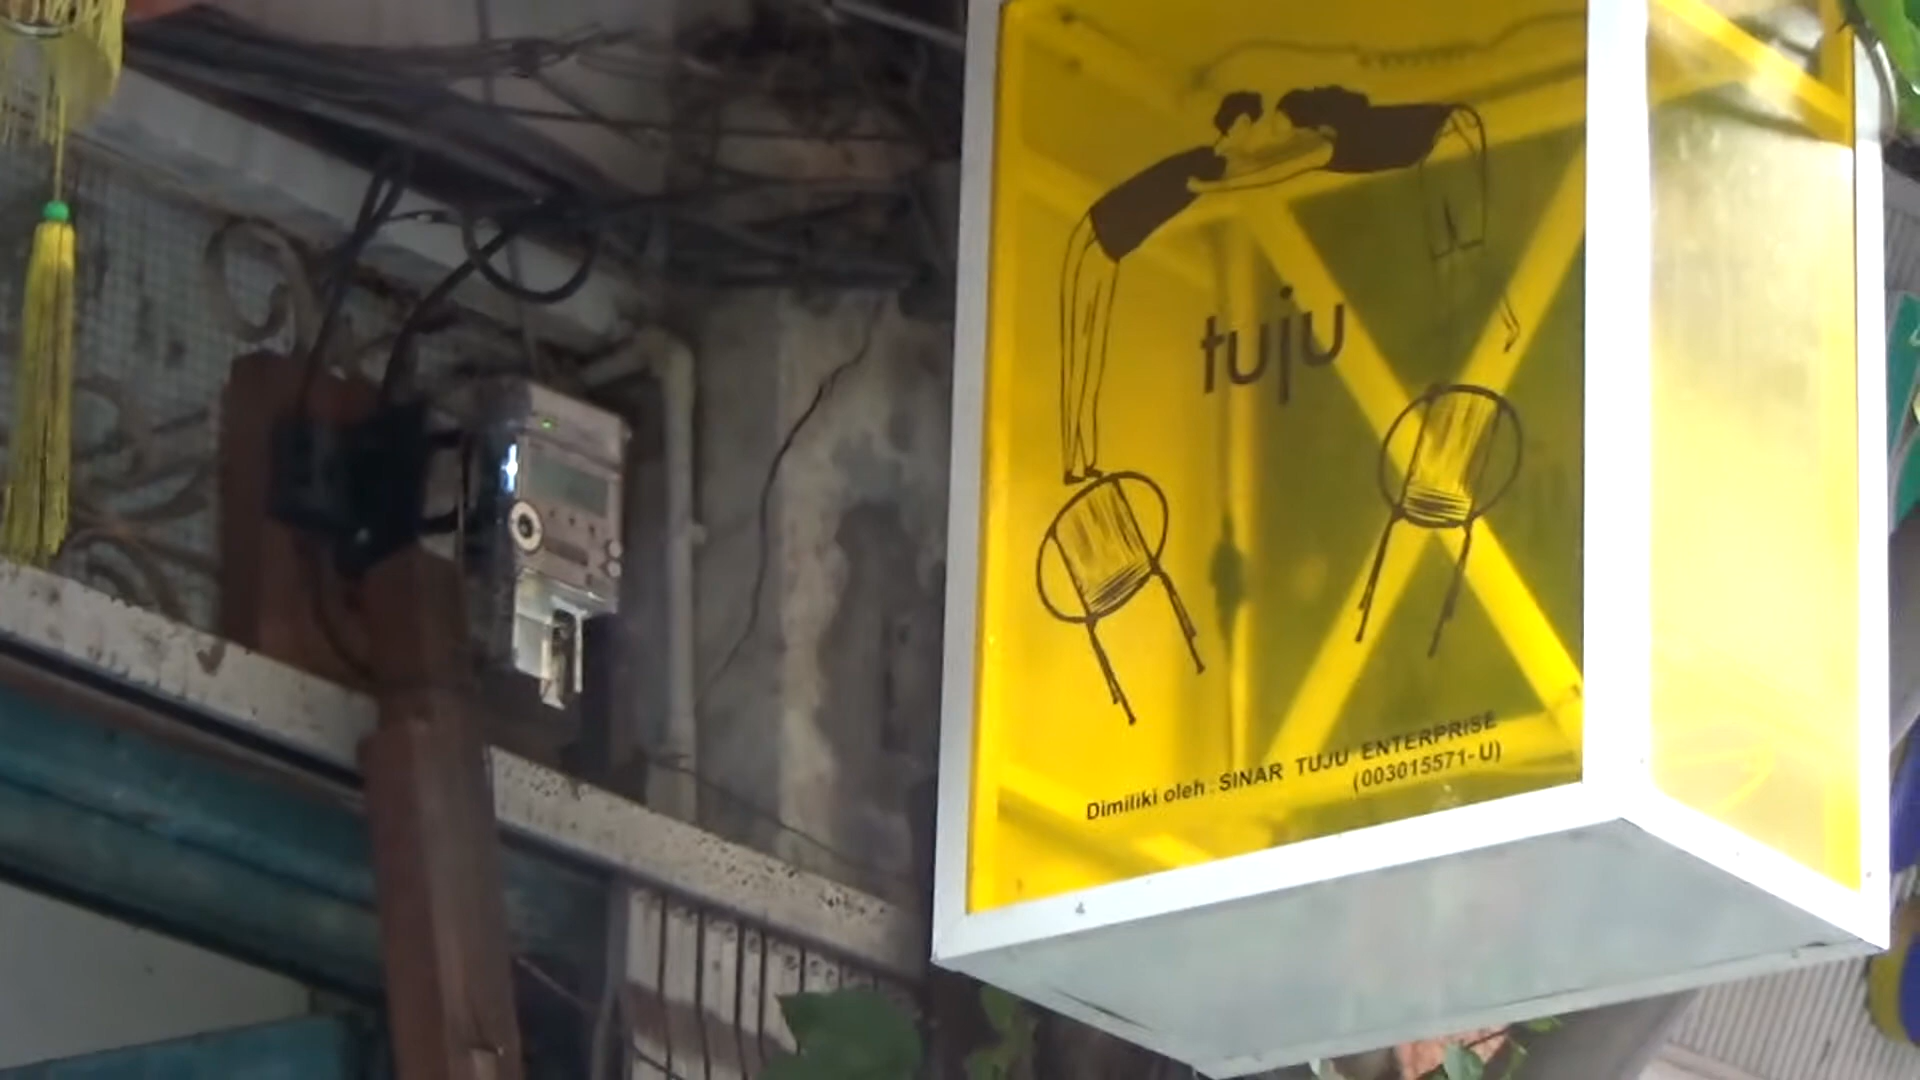 tuju
Dimiliki oleh : SINAR TUJU ENTERPRISE
(003015571-U)